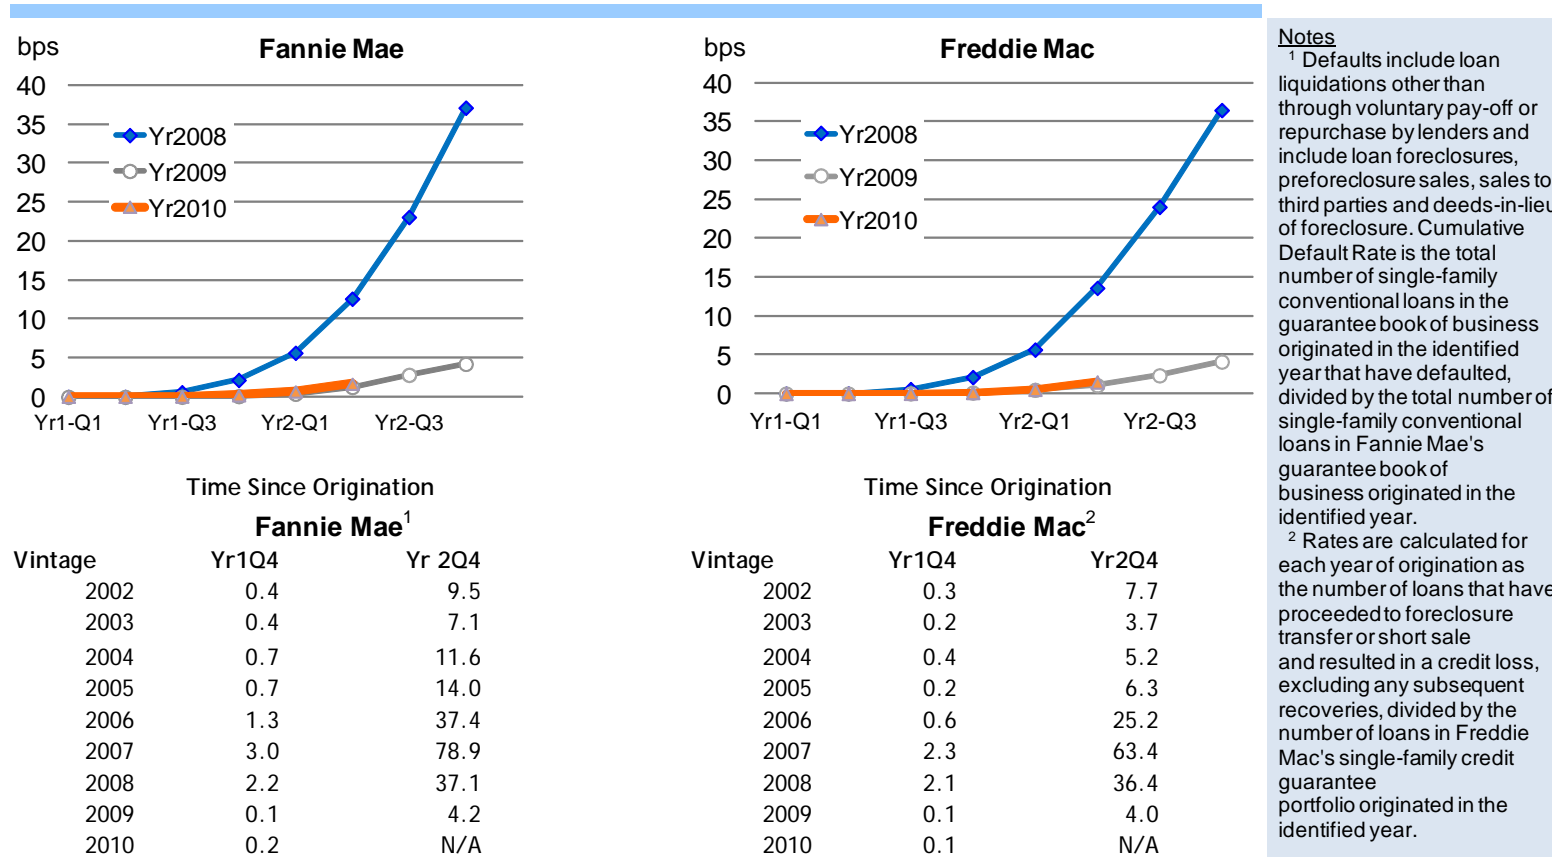 bps Fannie Mae
40
35
30
25
20
15
10
5
0
Yr2008
Yr2009
Yr2010
Yr1-Q1 Yr1-Q3 Yr2-Q1 Yr2-Q3
bps Freddie Mac
40
35
30
25
20
15
10
5
0
Yr2008
Yr2009
Yr2010
Yr1-Q1 Yr1-Q3 Yr2-Q1 Yr2-Q3
Time Since Origination
Fannie Mae1
Vintage Yr1Q4 Yr 2Q4
2002 0.4 9.5
2003 0.4 7.1
2004 0.7 11.6
2005 0.7 14.0
2006 1.3 37.4
2007 3.0 78.9
2008 2.2 37.1
2009 0.1 4.2
2010 0.2 N/A
Time Since Origination
Freddie Mac2
Vintage Yr1Q4 Yr2Q4
2002 0.3 7.7
2003 0.2 3.7
2004 0.4 5.2
2005 0.2 6.3
2006 0.6 25.2
2007 2.3 63.4
2008 2.1 36.4
2009 0.1 4.0
2010 0.1 N/A
Notes
1 Defaults include loan
liquidations other than
through voluntary pay-off or
repurchase by lenders and
include loan foreclosures,
preforeclosure sales, sales to
third parties and deeds-in-lieu
of foreclosure. Cumulative
Default Rate is the total
number of single-family
conventional loans in the
guarantee book of business
originated in the identified
year that have defaulted,
divided by the total number of
single-family conventional
loans in Fannie Mae's
guarantee book of
business originated in the
identified year.
2 Rates are calculated for
each year of origination as
the number of loans that have
proceeded to foreclosure
transfer or short sale
and resulted in a credit loss,
excluding any subsequent
recoveries, divided by the
number of loans in Freddie
Mac's single-family credit
guarantee
portfolio originated in the
identified year.